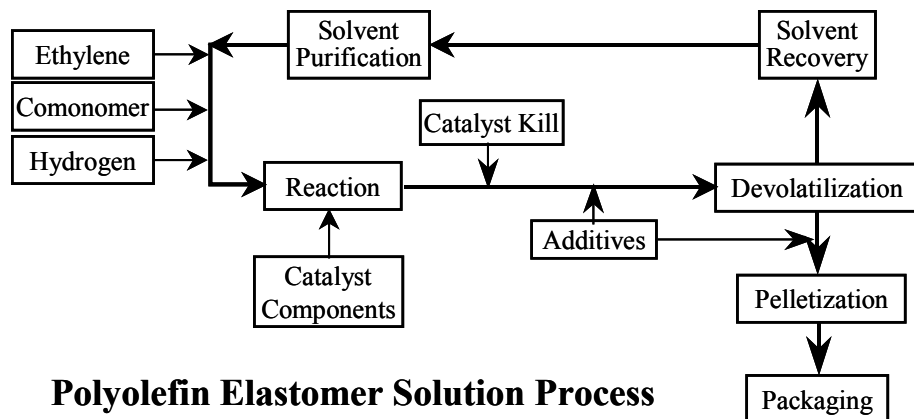 Ethylene
Comonomer
Hydrogen
Solvent
Purification
Solvent
Recovery
Catalyst Kill
Reaction
Devolatilization
Additives
Catalyst
Components
Pelletization
Packaging
Polyolefin Elastomer Solution Process